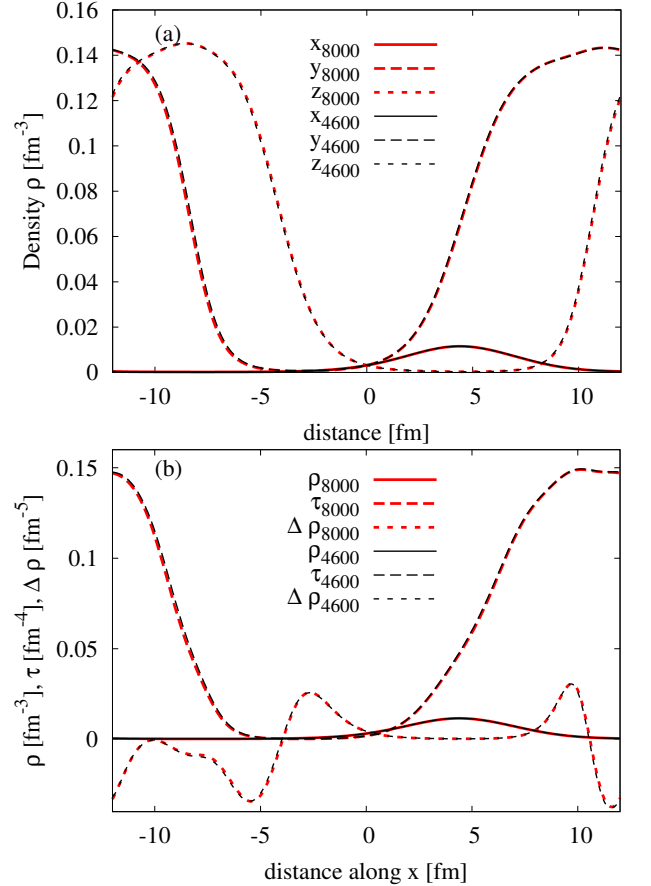 (a)
x8000
y8000
z8000
x4600
y4600
z4600
0.16
0.14
0.12
0.1
0.08
0.06
0.04
0.02
0
Density ρ [fm-3]
-10 -5 0 5 10
distance [fm]
(b)
ρ8000
τ8000
Δ ρ8000
ρ4600
τ4600
Δ ρ4600
0.15
0.1
0.05
0
ρ [fm-3], τ [fm-4], Δ ρ [fm-5]
-10 -5 0 5 10
distance along x [fm]